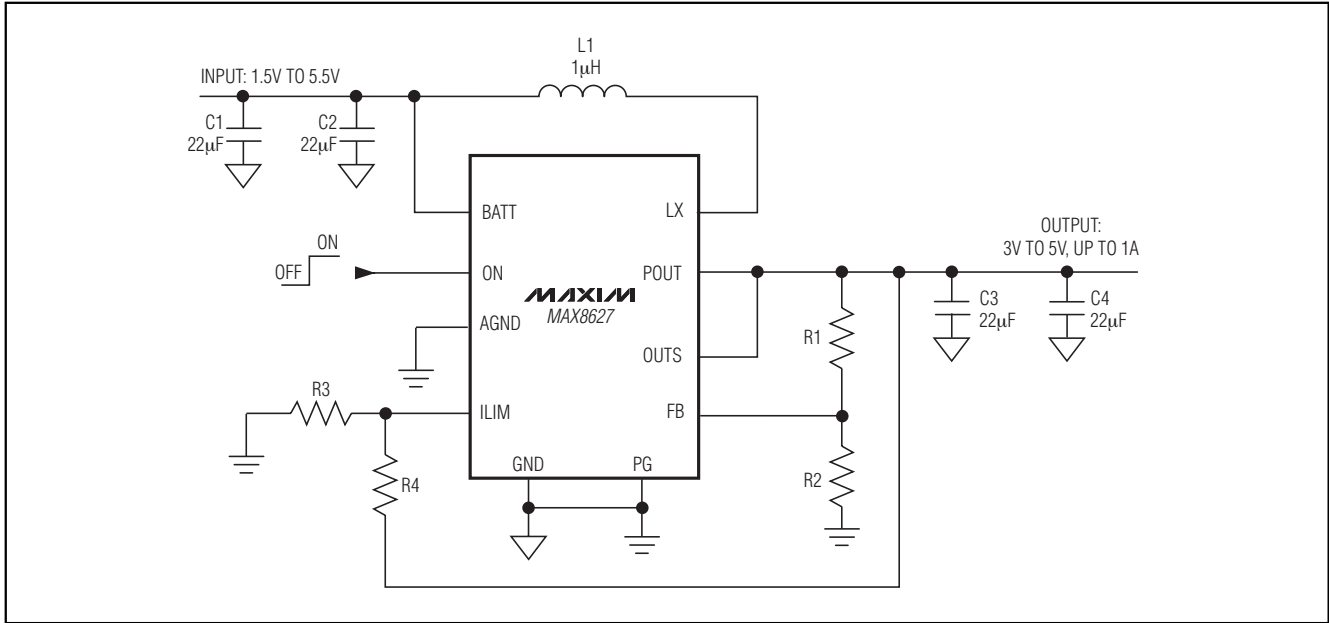 L1
1μH
INPUT: 1.5V TO 5.5V
C1
22μF
C2
22μF
BATT
LX
OUTPUT:
3V TO 5V, UP TO 1A
ON
OFF
ON
POUT
MAXIM
MAX8627
C3
22μF
C4
22μF
AGND
R1
OUTS
R3
ILIM
FB
GND
PG
R4
R2